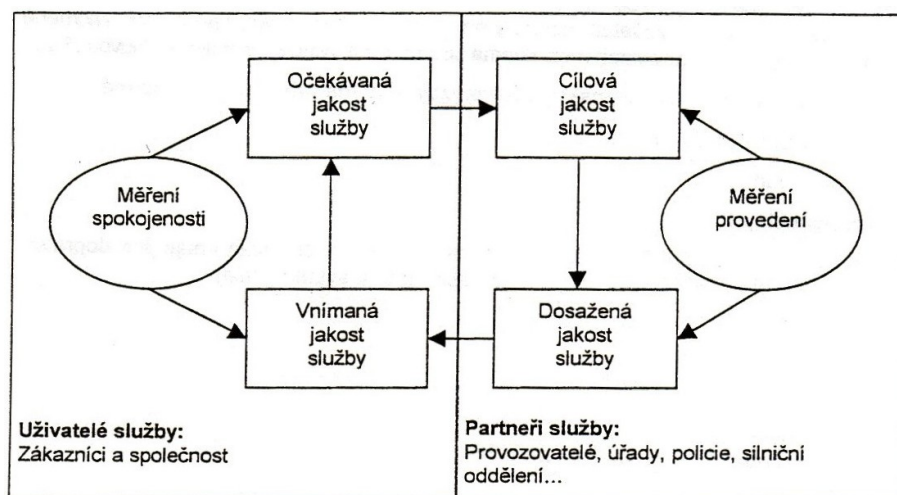 Očekávaná
jakost
služby
Cílová
jakost
služby
Měření
spokojenosti
Měření
provedení
Vnímaná
jakost
služby
Dosažená
jakost
služby
Uživatelé služby:
Zákazníci a společnost
Partneři služby:
Provozovatelé, úřady, policie, silniční
oddělení...